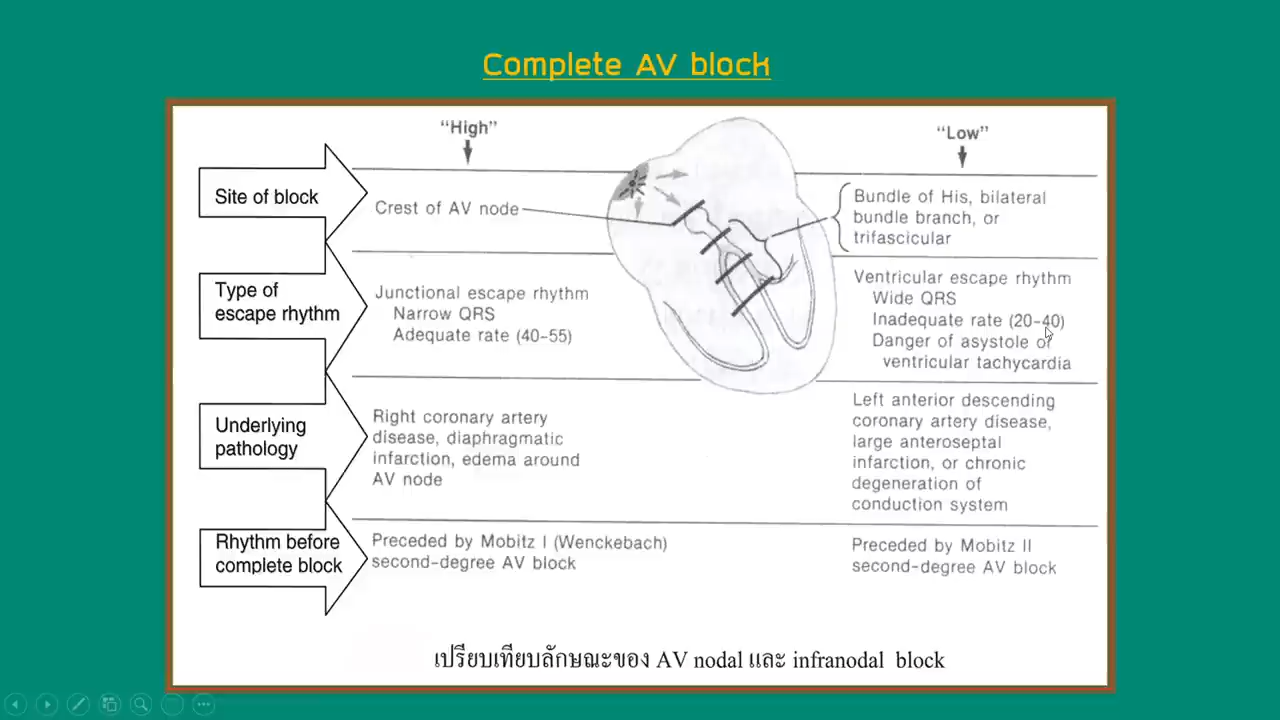 Complete AV block
"High"
"Low"
Site of block
Crest of AV node
Bundle of His, bilateral
bundle branch, or
trifascicular
Type of
escape rhythm
Junctional escape rhythm
Narrow QRS
Adequate rate (40-55)
Ventricular escape rhythm
Wide QRS
Inadequate rate (20-40)
Danger of asystole or
ventricular tachycardia
Underlying
pathology
Right coronary artery
disease, diaphragmatic
infarction, edema around
AV node
Left anterior descending
coronary artery disease,
large anteroseptal
infarction, or chronic
degeneration of
conduction system
Rhythm before
complete block
Preceded by Mobitz I (Wenckebach)
second-degree AV block
Preceded by Mobitz II
second-degree AV block
เปรียบเทียบลักษณะของ AV nodal และ infranodal block